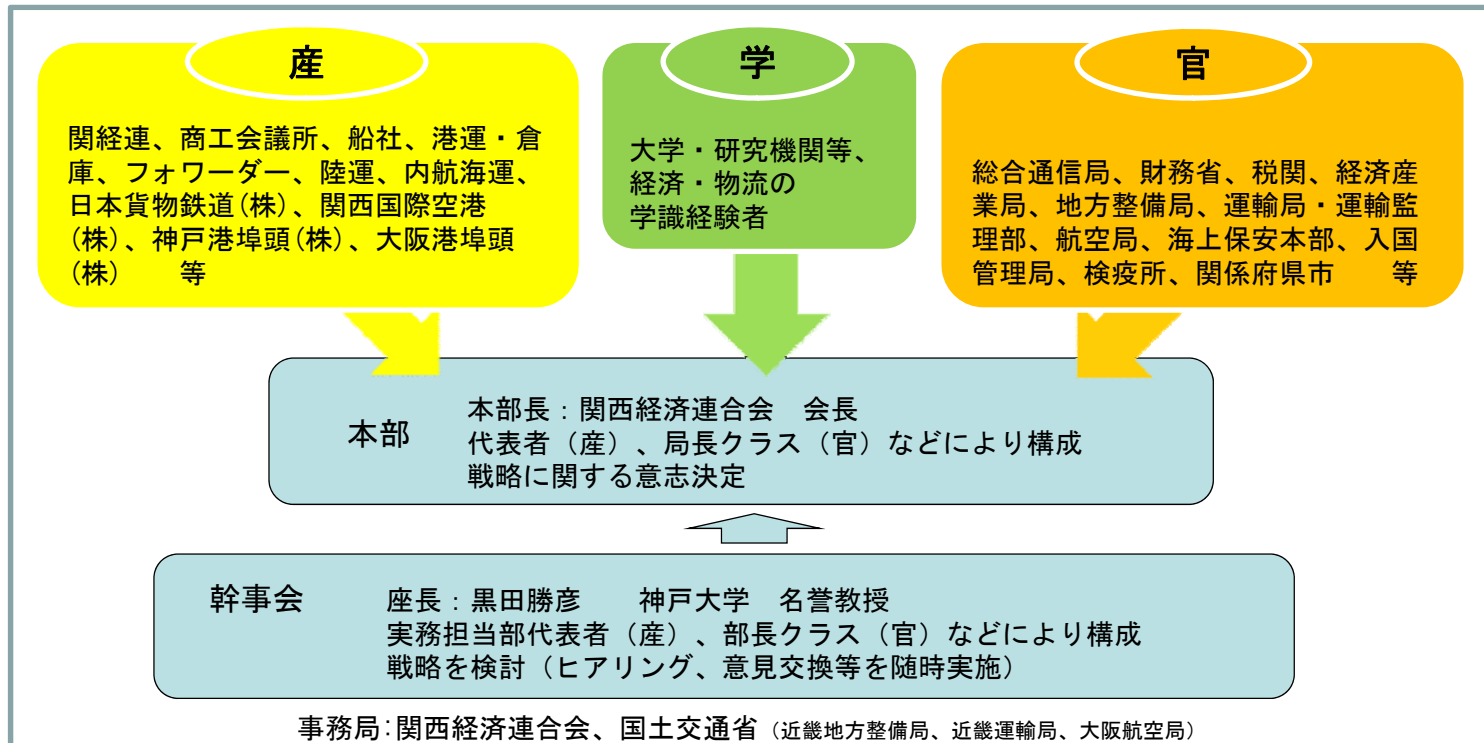 産
関経連、商工会議所、船社、港運・倉
庫、フォワーダー、陸運、内航海運、
日本貨物鉄道(株)、関西国際空港
(株)、神戸港埠頭(株)、大阪港埠頭
(株)　　等
学
大学・研究機関等、
経済・物流の
学識経験者
官
総合通信局、財務省、税関、経済産
業局、地方整備局、運輸局・運輸監
理部、航空局、海上保安本部、入国
管理局、検疫所、関係府県市　　等
本部
本部長：関西経済連合会　会長
代表者（産）、局長クラス（官）などにより構成
戦略に関する意志決定
幹事会
座長：黒田勝彦　　神戸大学　名誉教授
実務担当部代表者（産）、部長クラス（官）などにより構成
戦略を検討（ヒアリング、意見交換等を随時実施）
事務局：関西経済連合会、国土交通省（近畿地方整備局、近畿運輸局、大阪航空局）